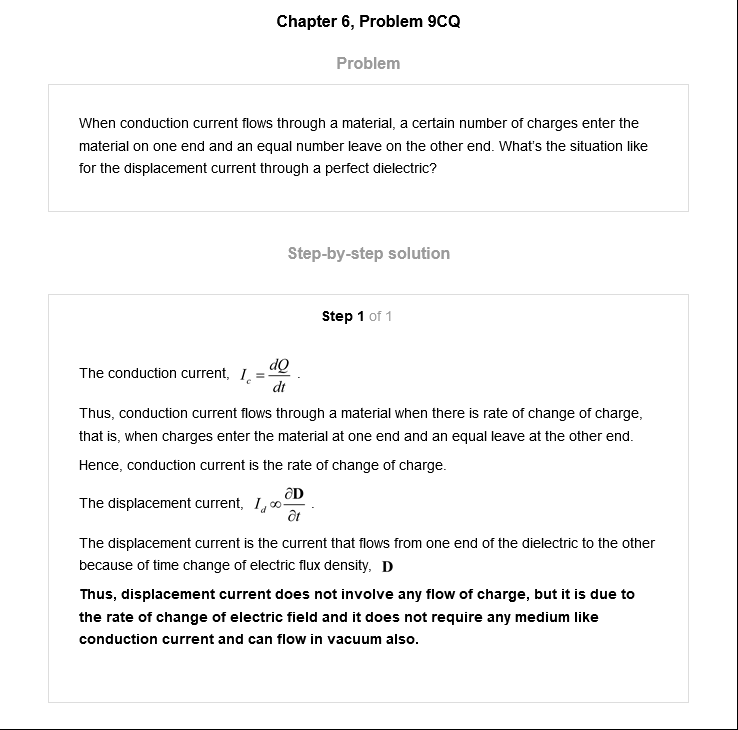 Chapter 6, Problem 9CQ
Problem
When conduction current flows through a material, a certain number of charges enter the
material on one end and an equal number leave on the other end. What's the situation like
for the displacement current through a perfect dielectric?
Step-by-step solution
Step 1 of 1
The conduction current, I_c = dQ/dt .
Thus, conduction current flows through a material when there is rate of change of charge,
that is, when charges enter the material at one end and an equal leave at the other end.
Hence, conduction current is the rate of change of charge.
The displacement current, I_d ∞ ∂D/∂t .
The displacement current is the current that flows from one end of the dielectric to the other
because of time change of electric flux density, D
Thus, displacement current does not involve any flow of charge, but it is due to
the rate of change of electric field and it does not require any medium like
conduction current and can flow in vacuum also.